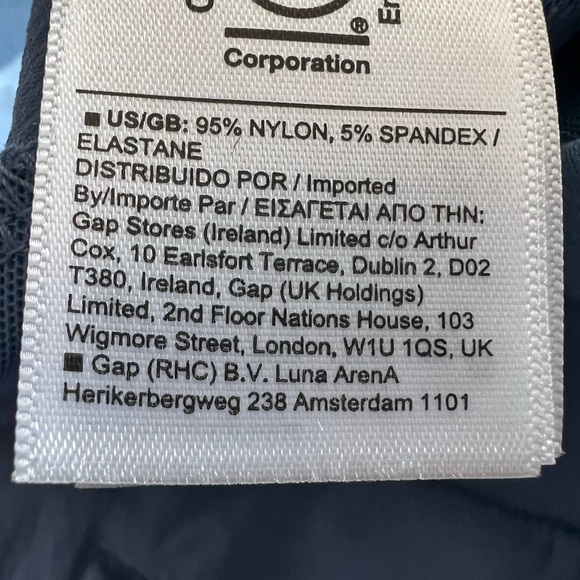 ®
Corporation
■ US/GB: 95% NYLON, 5% SPANDEX /
ELASTANE
DISTRIBUIDO POR / Imported
By/Importe Par / ΕΙΣΑΓΕΤΑΙ ΑΠΟ ΤΗΝ:
Gap Stores (Ireland) Limited c/o Arthur
Cox, 10 Earlsfort Terrace, Dublin 2, D02
T380, Ireland, Gap (UK Holdings)
Limited, 2nd Floor Nations House, 103
Wigmore Street, London, W1U 1QS, UK
■ Gap (RHC) B.V. Luna ArenA
Herikerbergweg 238 Amsterdam 1101